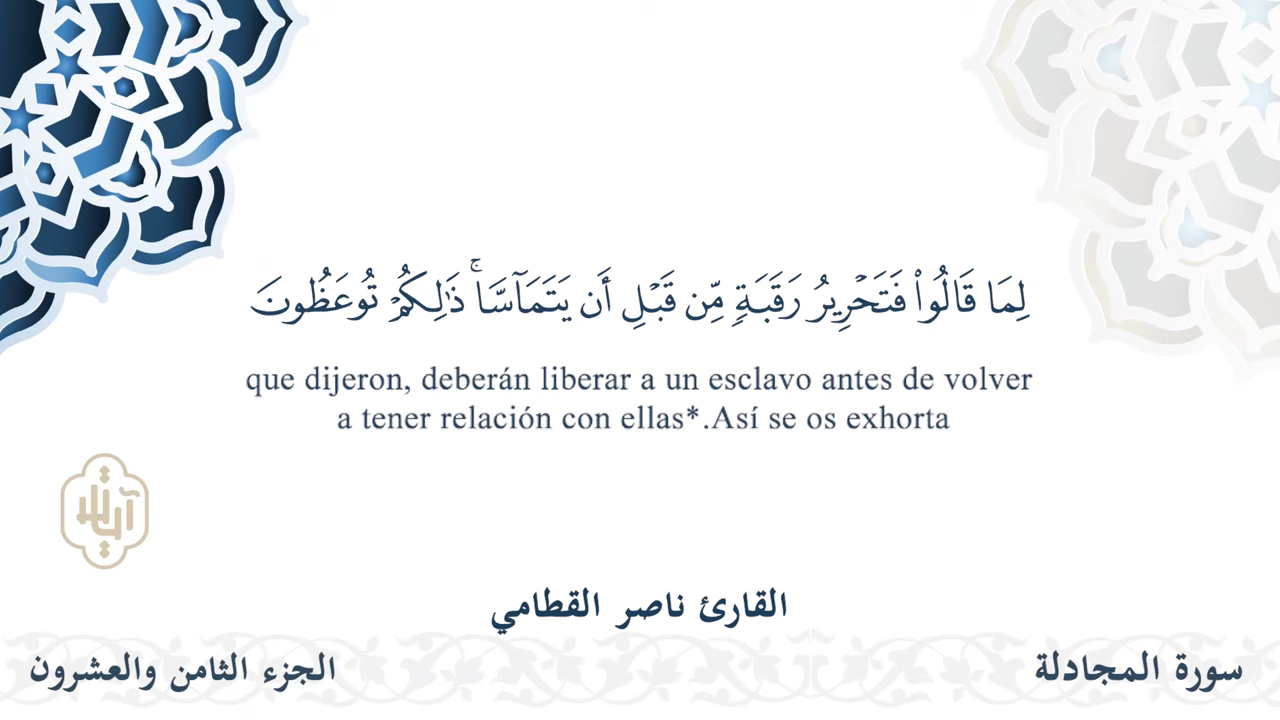 لِمَا قَالُوا۟ فَتَحْرِيرُ رَقَبَةٍۢ مِّن قَبْلِ أَن يَتَمَآسَّا ۚ ذَٰلِكُمْ تُوعَظُونَ
que dijeron, deberán liberar a un esclavo antes de volver
a tener relación con ellas*.Así se os exhorta
القارئ ناصر القطامي
سورة المجادلة
الجزء الثامن والعشرون